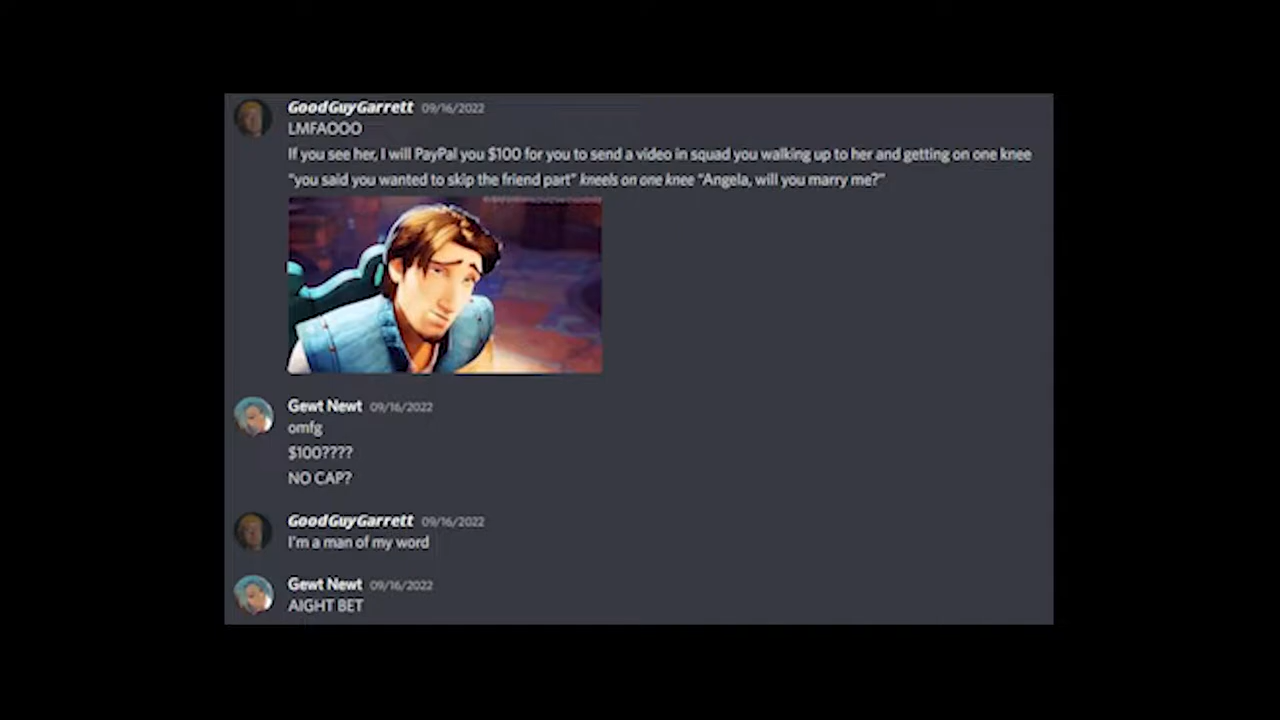 GoodGuyGarrett 09/16/2022
LMFAOOO
If you see her, I will PayPal you $100 for you to send a video in squad you walking up to her and getting on one knee
"you said you wanted to skip the friend part" kneels on one knee "Angela, will you marry me?"
Gewt Newt 09/16/2022
omfg
$100????
NO CAP?
GoodGuyGarrett 09/16/2022
I'm a man of my word
Gewt Newt 09/16/2022
AIGHT BET